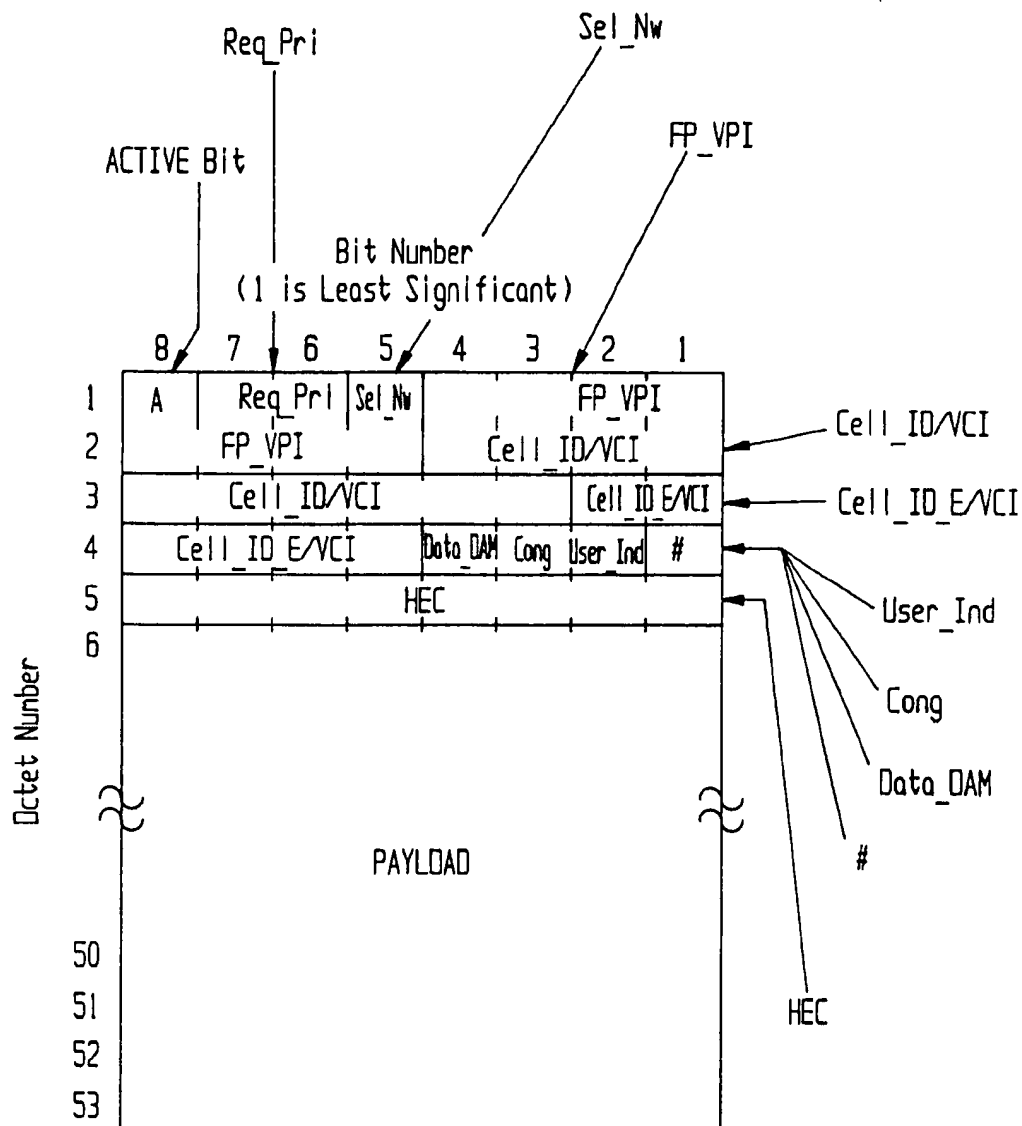 Req_Pri
Sel_Nw
FP_VPI
ACTIVE Bit
Bit Number
(1 is Least Significant)
8 7 6 5 4 3 2 1
1 A Req_Pri Sel_Nw FP_VPI
2 FP_VPI Cell_ID/VCI
Cell_ID/VCI
3 Cell_ID/VCI Cell_ID_E/VCI
Cell_ID_E/VCI
4 Cell_ID_E/VCI Data_DAM Cong User_Ind #
5 HEC
User_Ind
6
Cong
Octet Number
Data_DAM
#
PAYLOAD
50
51
HEC
52
53